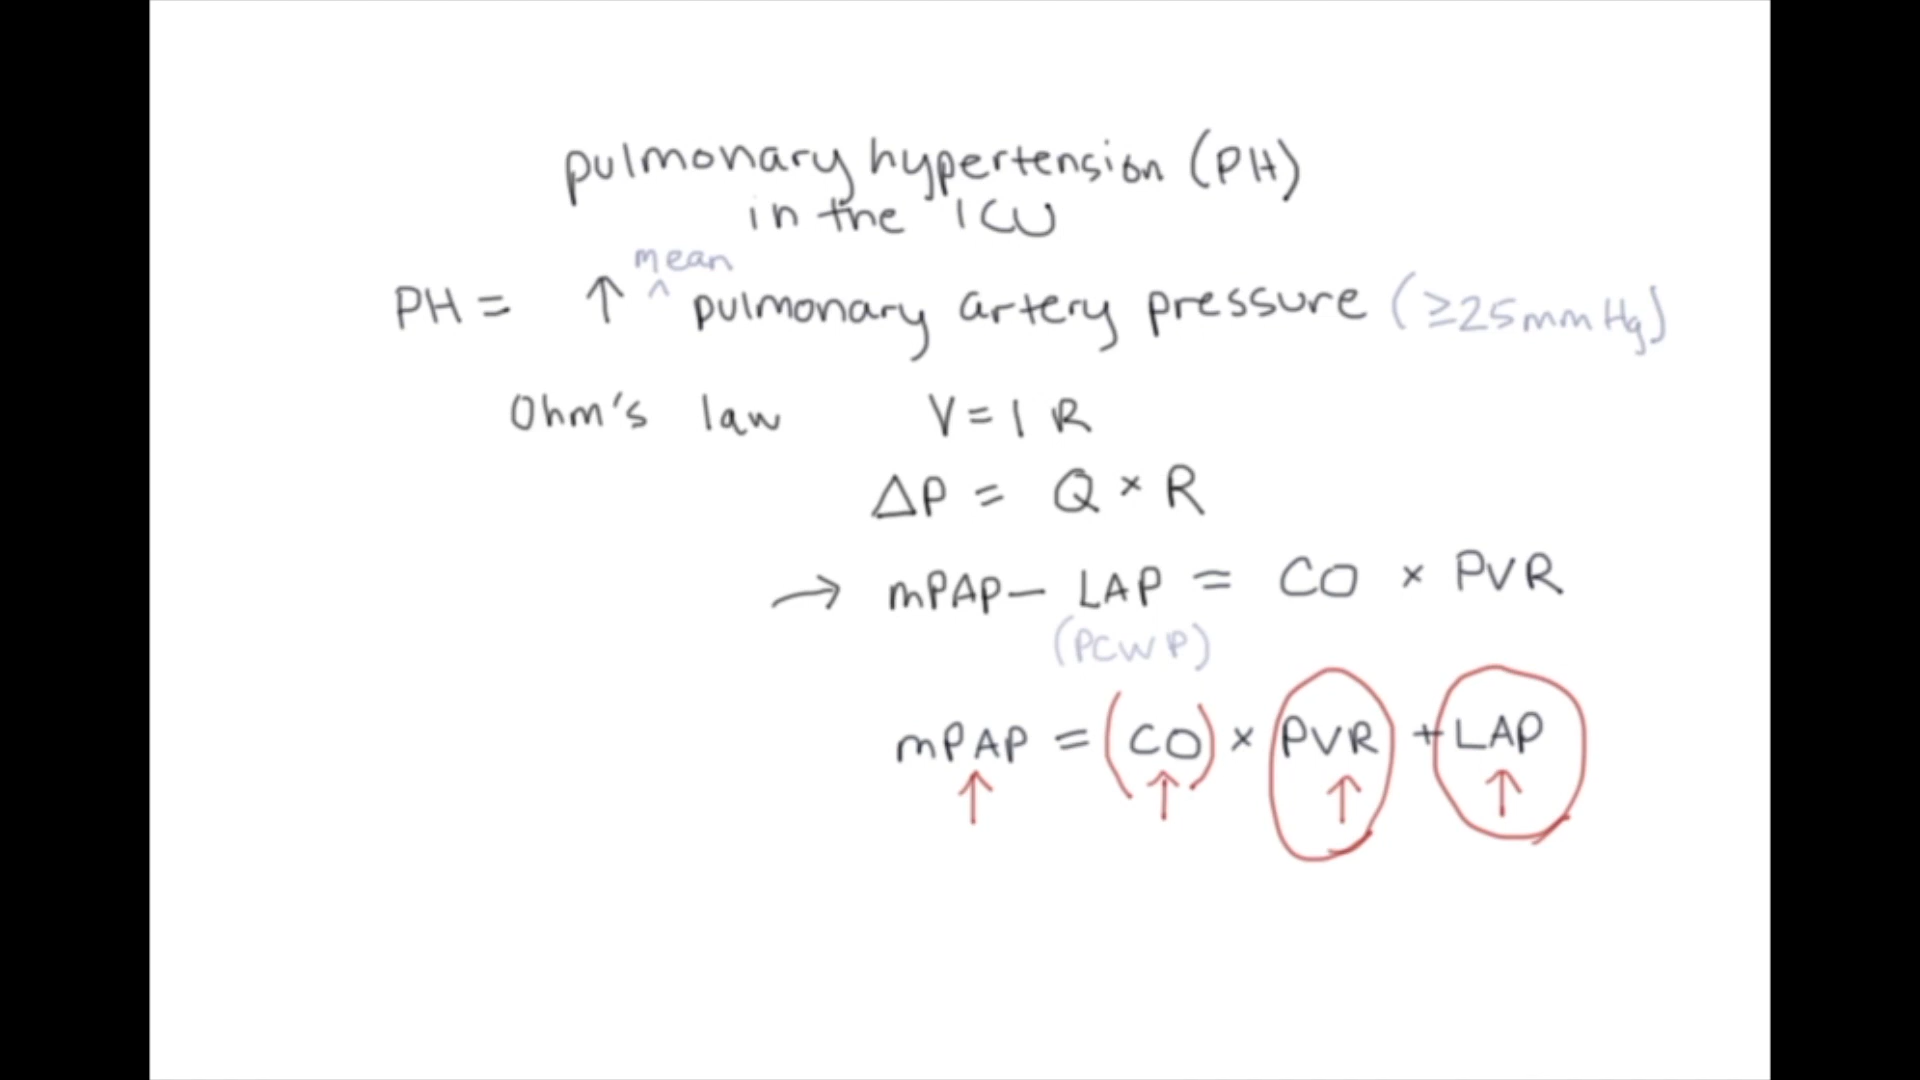 pulmonary hypertension (PH)
in the ICU
PH = ↑ ^ mean pulmonary artery pressure (≥25mmHg)
Ohm's law V = I R
ΔP = Q × R
→ mPAP – LAP = CO × PVR
(PCWP)
mPAP = (CO) × PVR + LAP
↑ ↑ ↑ ↑